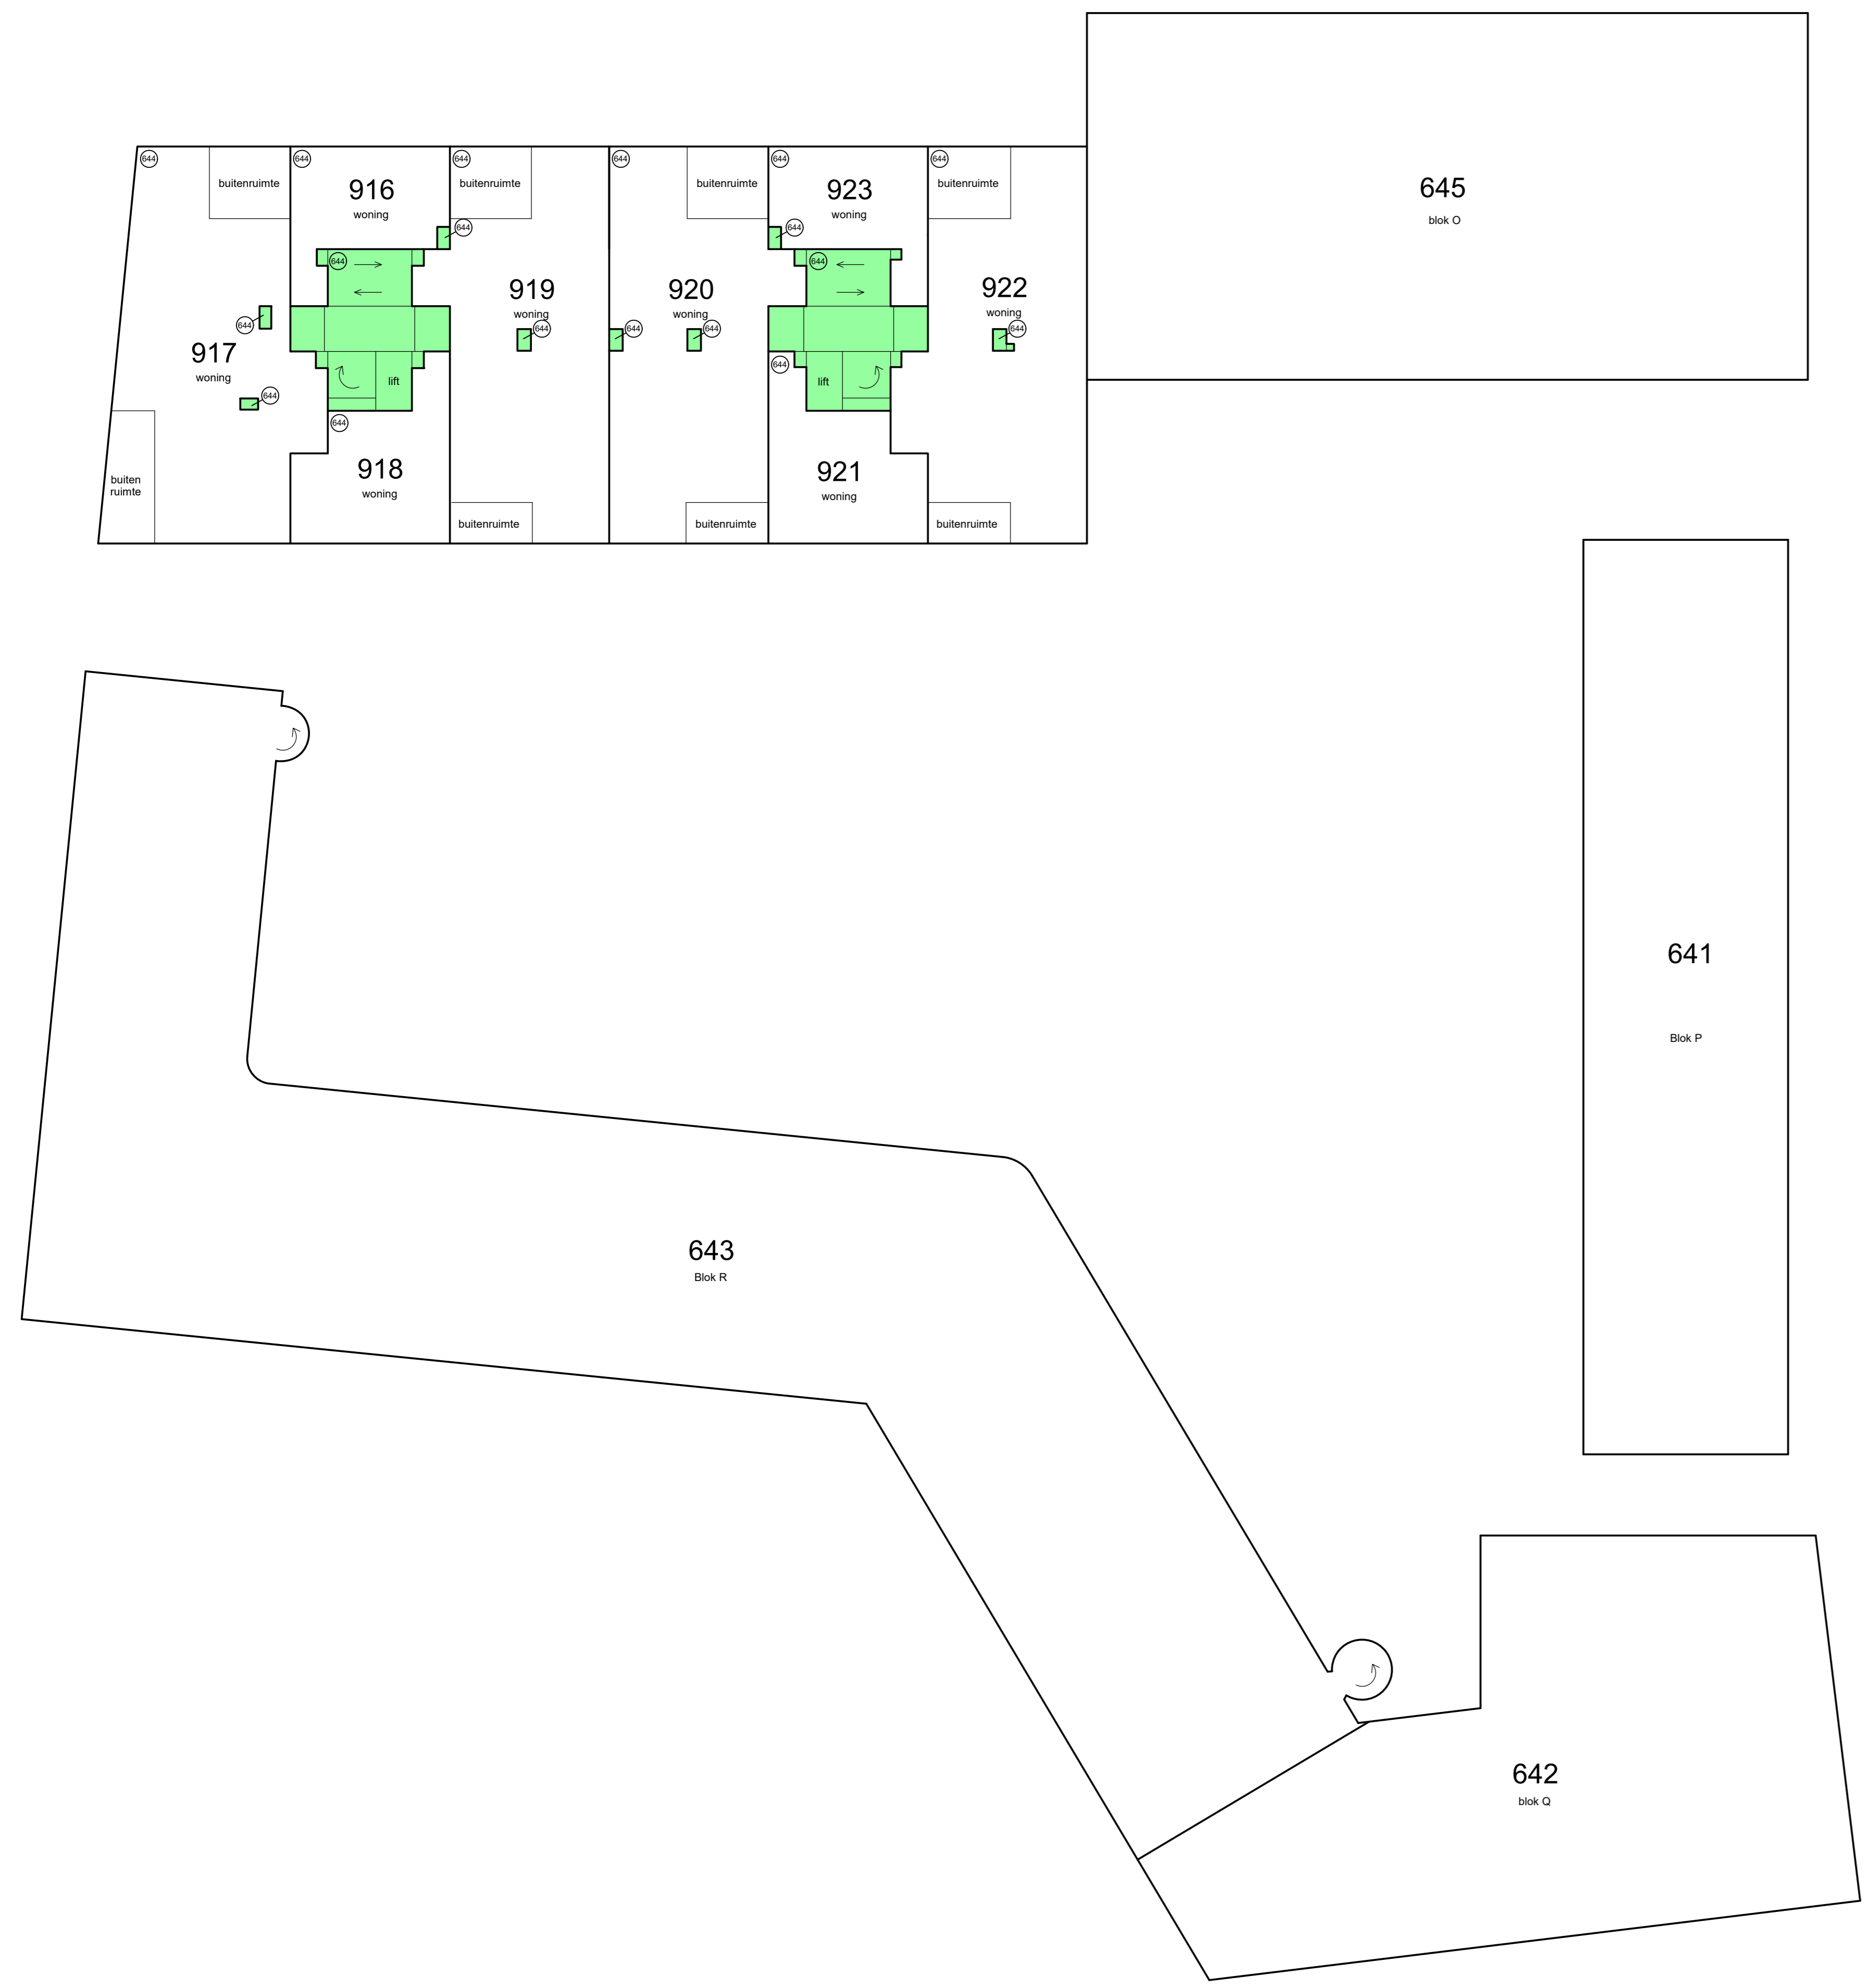 645
blok O
644
644
644
644
644
644
buitenruimte
916
woning
buitenruimte
buitenruimte
923
woning
buitenruimte
644
644
644
644
919
woning
920
woning
922
woning
644
644
644
644
644
917
woning
644
lift
644
lift
644
918
woning
921
woning
buiten
ruimte
buitenruimte
buitenruimte
buitenruimte
641
Blok P
643
Blok R
642
blok Q